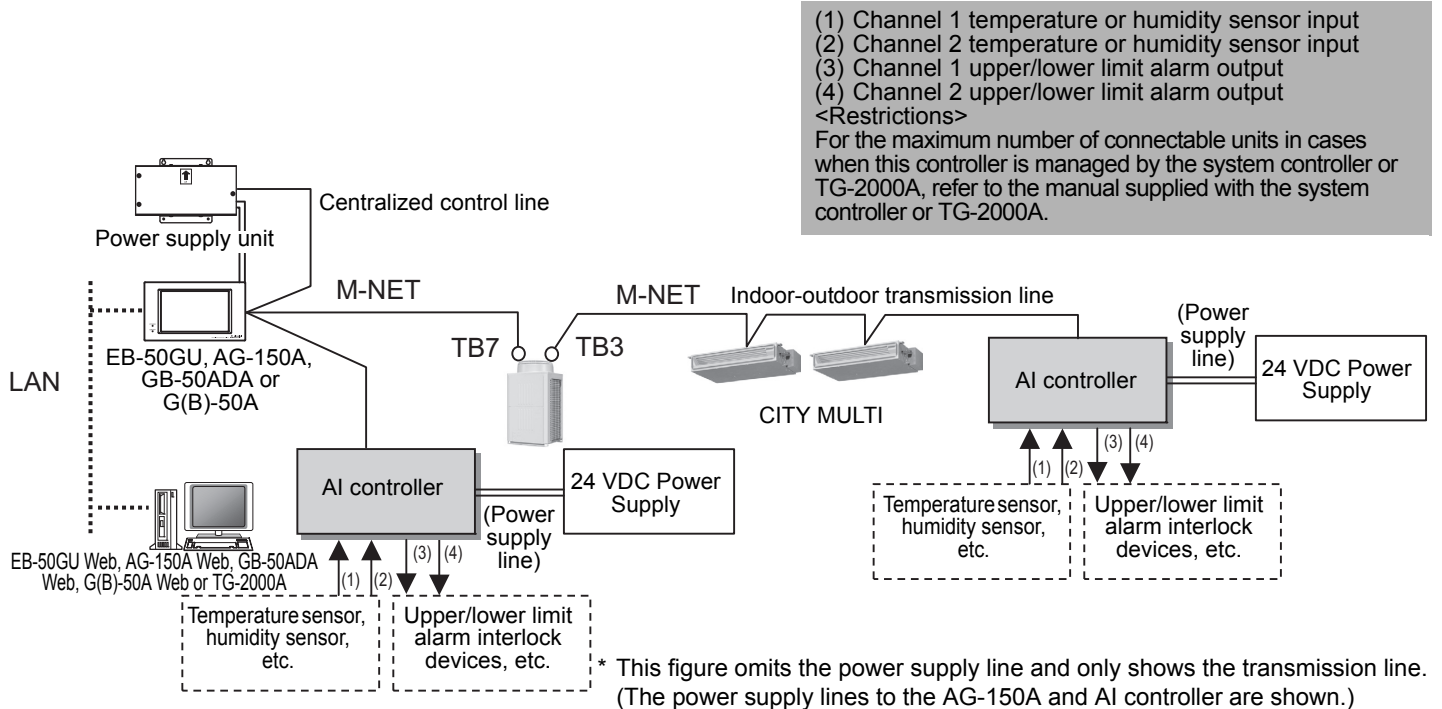 (1) Channel 1 temperature or humidity sensor input
(2) Channel 2 temperature or humidity sensor input
(3) Channel 1 upper/lower limit alarm output
(4) Channel 2 upper/lower limit alarm output
<Restrictions>
For the maximum number of connectable units in cases
when this controller is managed by the system controller or
TG-2000A, refer to the manual supplied with the system
controller or TG-2000A.
Centralized control line
Power supply unit
M-NET
M-NET
Indoor-outdoor transmission line
TB7
TB3
LAN
EB-50GU, AG-150A,
GB-50ADA or
G(B)-50A
CITY MULTI
AI controller
(Power
supply
line)
24 VDC Power
Supply
(1)
(2)
(3)
(4)
Temperature sensor,
humidity sensor,
etc.
Upper/lower limit
alarm interlock
devices, etc.
AI controller
(Power
supply
line)
24 VDC Power
Supply
EB-50GU Web, AG-150A Web, GB-50ADA
Web, G(B)-50A Web or TG-2000A
(1)
(2)
(3)
(4)
Temperature sensor,
humidity sensor,
etc.
Upper/lower limit
alarm interlock
devices, etc.
* This figure omits the power supply line and only shows the transmission line.
(The power supply lines to the AG-150A and AI controller are shown.)